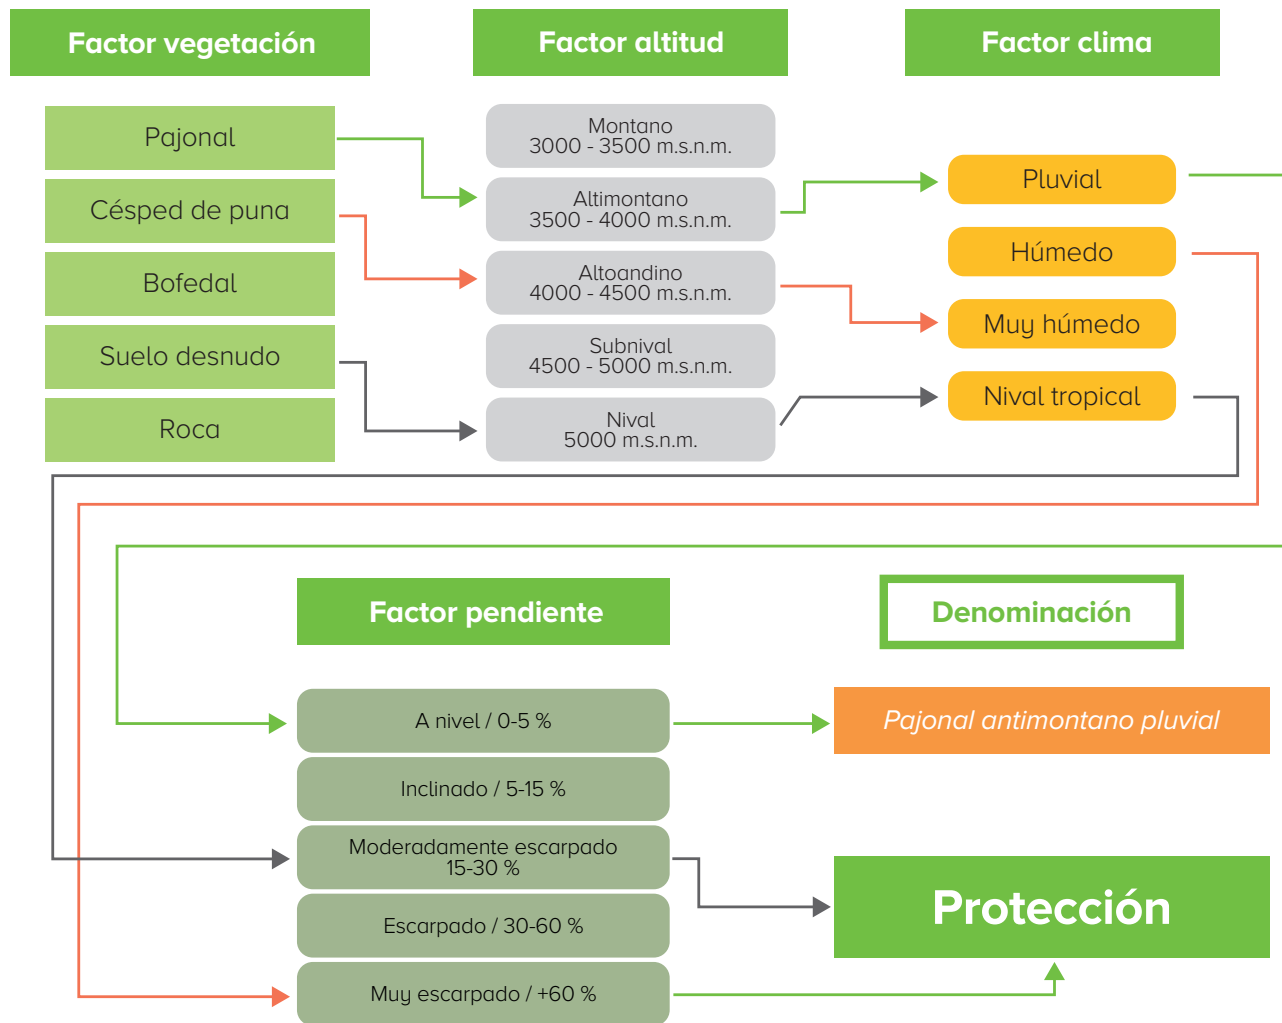 Factor vegetación
Factor altitud
Factor clima
Pajonal
Césped de puna
Bofedal
Suelo desnudo
Roca
Montano
3000 - 3500 m.s.n.m.
Altimontano
3500 - 4000 m.s.n.m.
Altoandino
4000 - 4500 m.s.n.m.
Subnival
4500 - 5000 m.s.n.m.
Nival
5000 m.s.n.m.
Pluvial
Húmedo
Muy húmedo
Nival tropical
Factor pendiente
Denominación
A nivel / 0-5 %
Inclinado / 5-15 %
Moderadamente escarpado
15-30 %
Escarpado / 30-60 %
Muy escarpado / +60 %
Pajonal antimontano pluvial
Protección